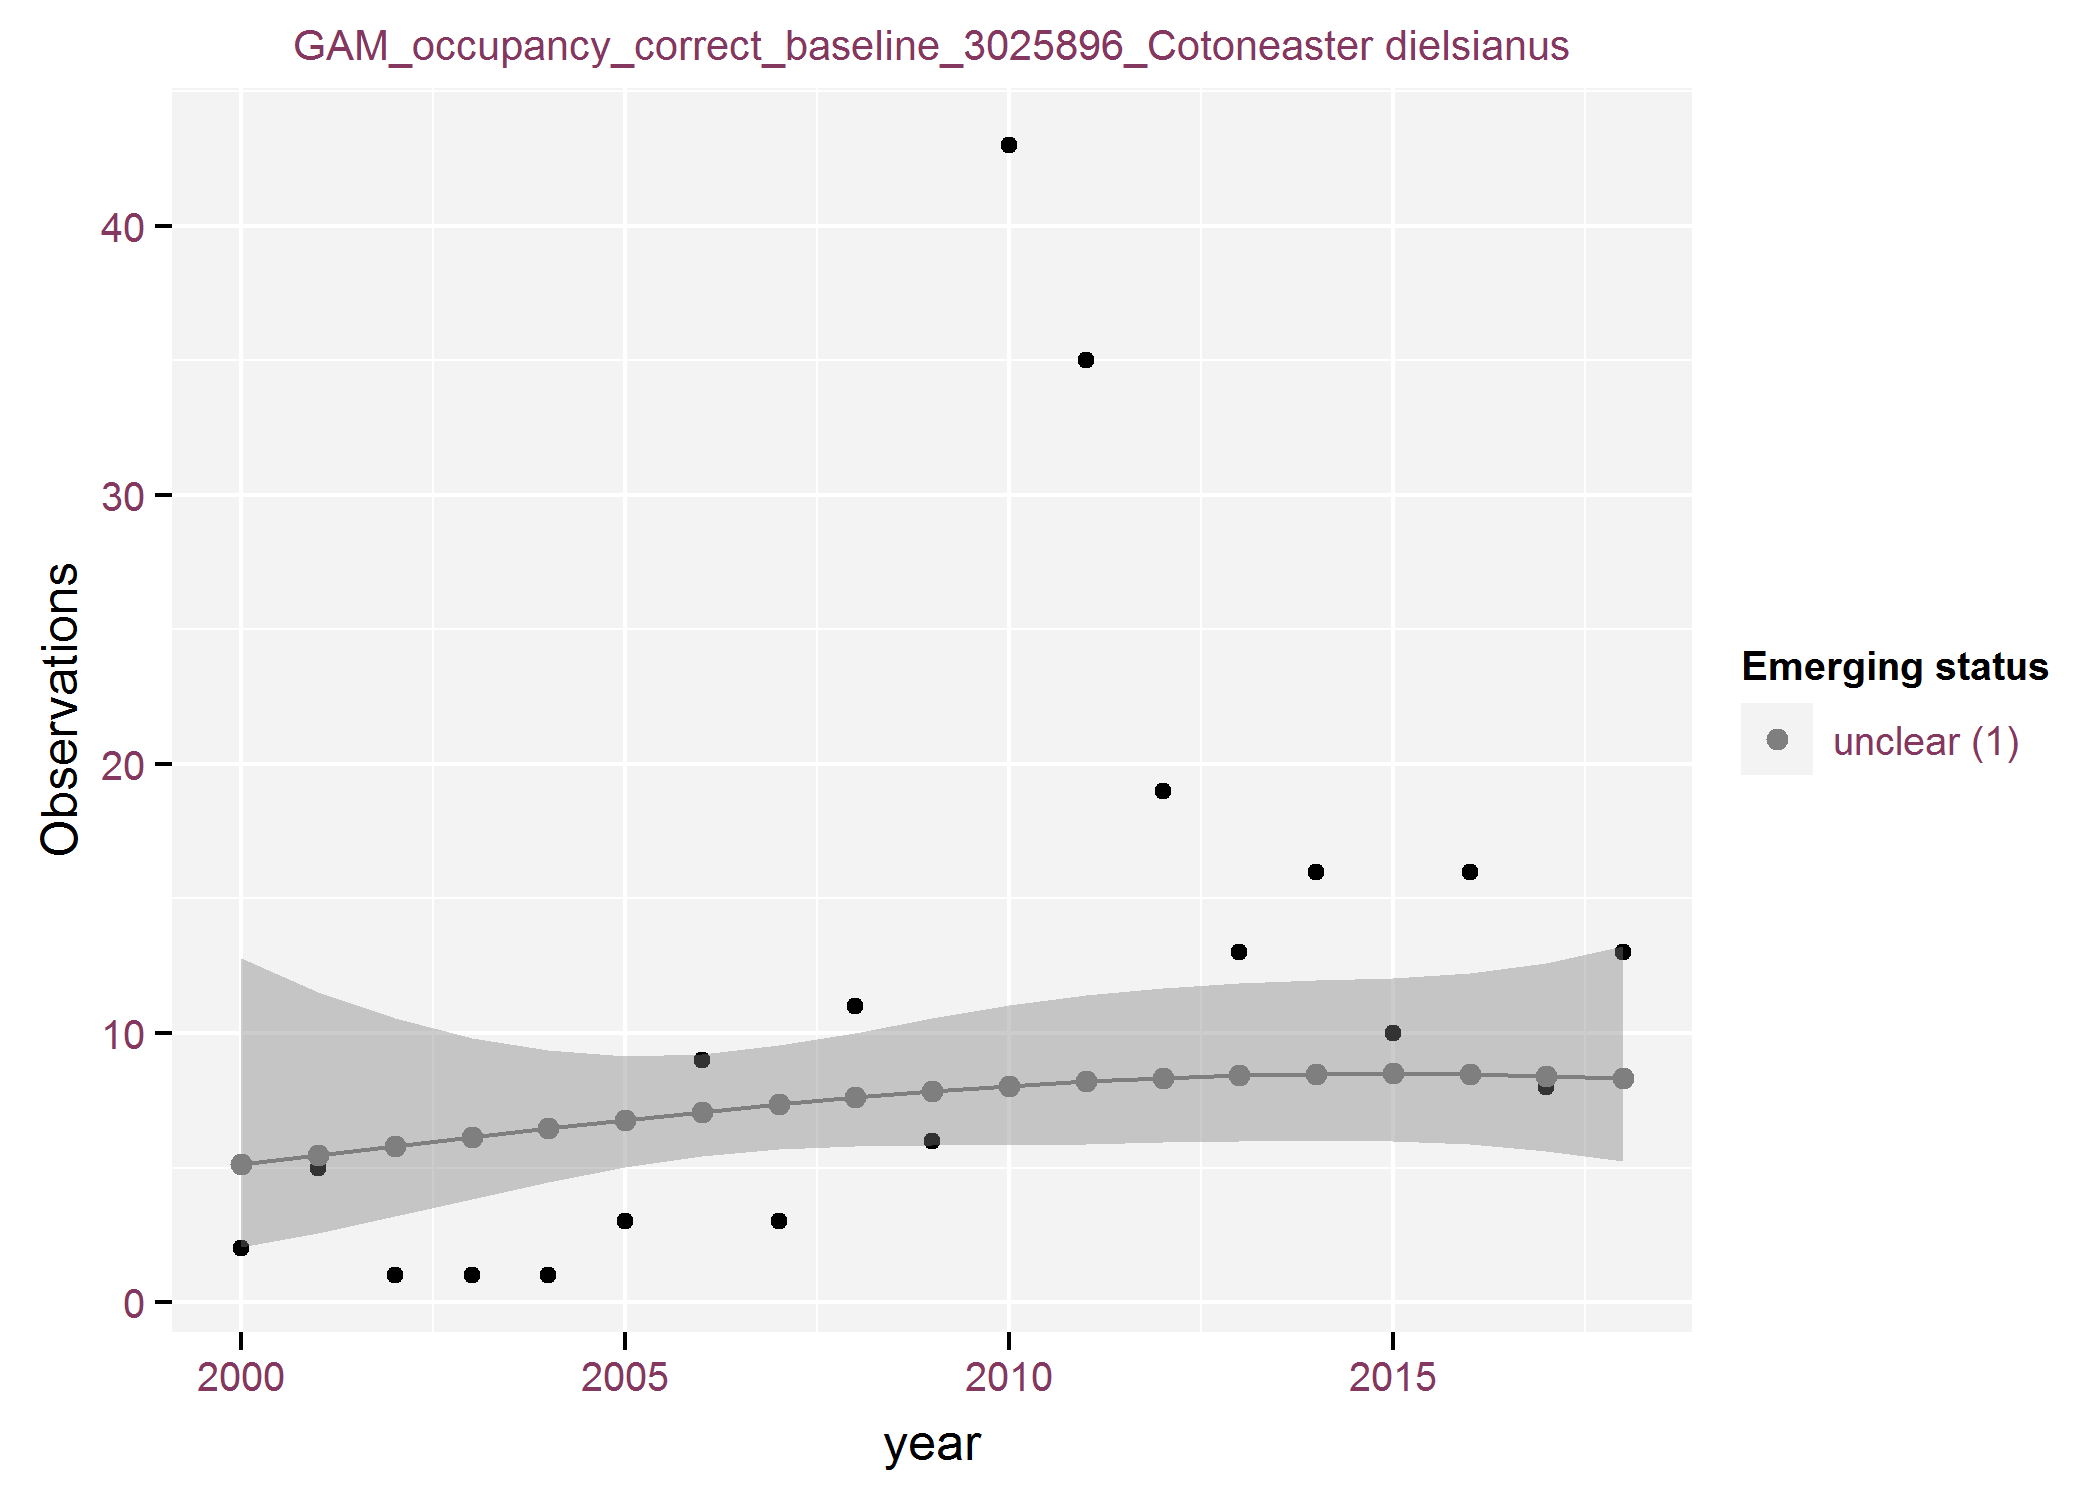 GAM_occupancy_correct_baseline_3025896_Cotoneaster dielsianus
Observations
40
30
20
10
0
2000 2005 2010 2015
year
Emerging status
unclear (1)